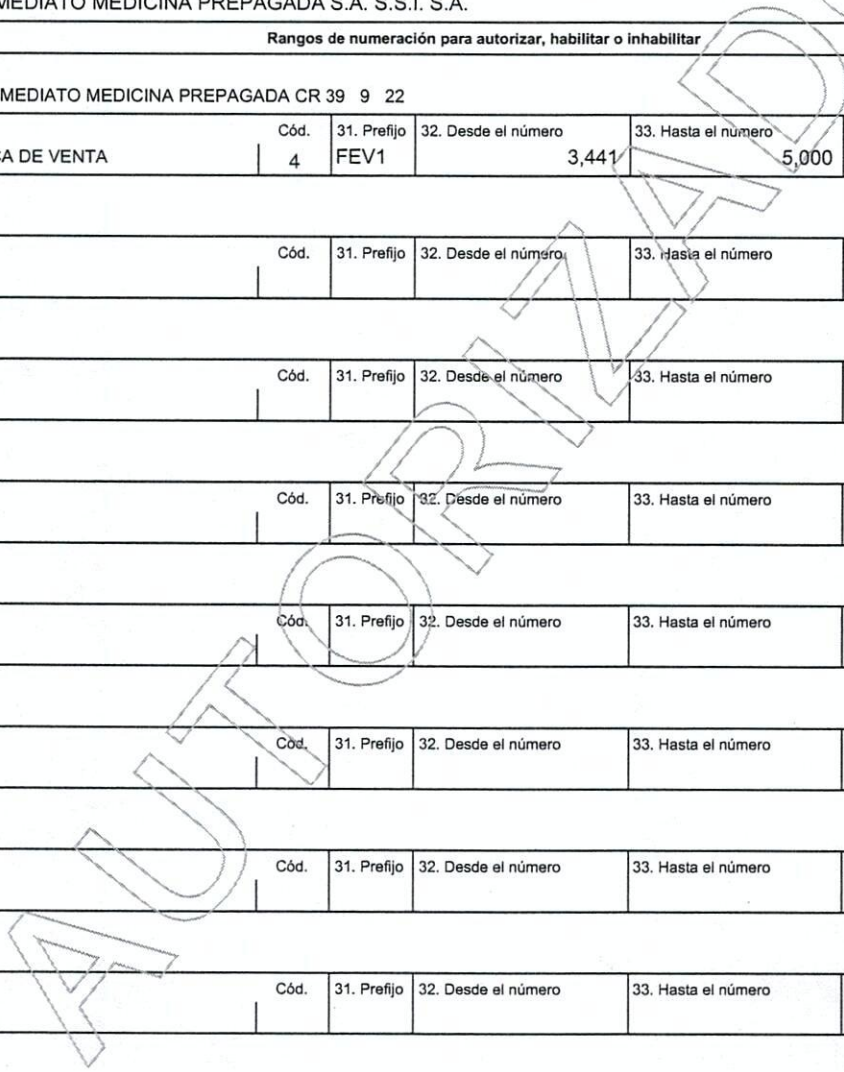 MEDIATO MEDICINA PREPAGADA S.A. S.S.I. S.A.
Rangos de numeración para autorizar, habilitar o inhabilitar
MEDIATO MEDICINA PREPAGADA CR 39 9 22
Cód. 31. Prefijo 32. Desde el número 33. Hasta el número
CA DE VENTA 4 FEV1 3,441 5,000
Cód. 31. Prefijo 32. Desde el número 33. Hasta el número
Cód. 31. Prefijo 32. Desde el número 33. Hasta el número
Cód. 31. Prefijo 32. Desde el número 33. Hasta el número
Cód. 31. Prefijo 32. Desde el número 33. Hasta el número
Cód. 31. Prefijo 32. Desde el número 33. Hasta el número
Cód. 31. Prefijo 32. Desde el número 33. Hasta el número
Cód. 31. Prefijo 32. Desde el número 33. Hasta el número
AUTORIZAD